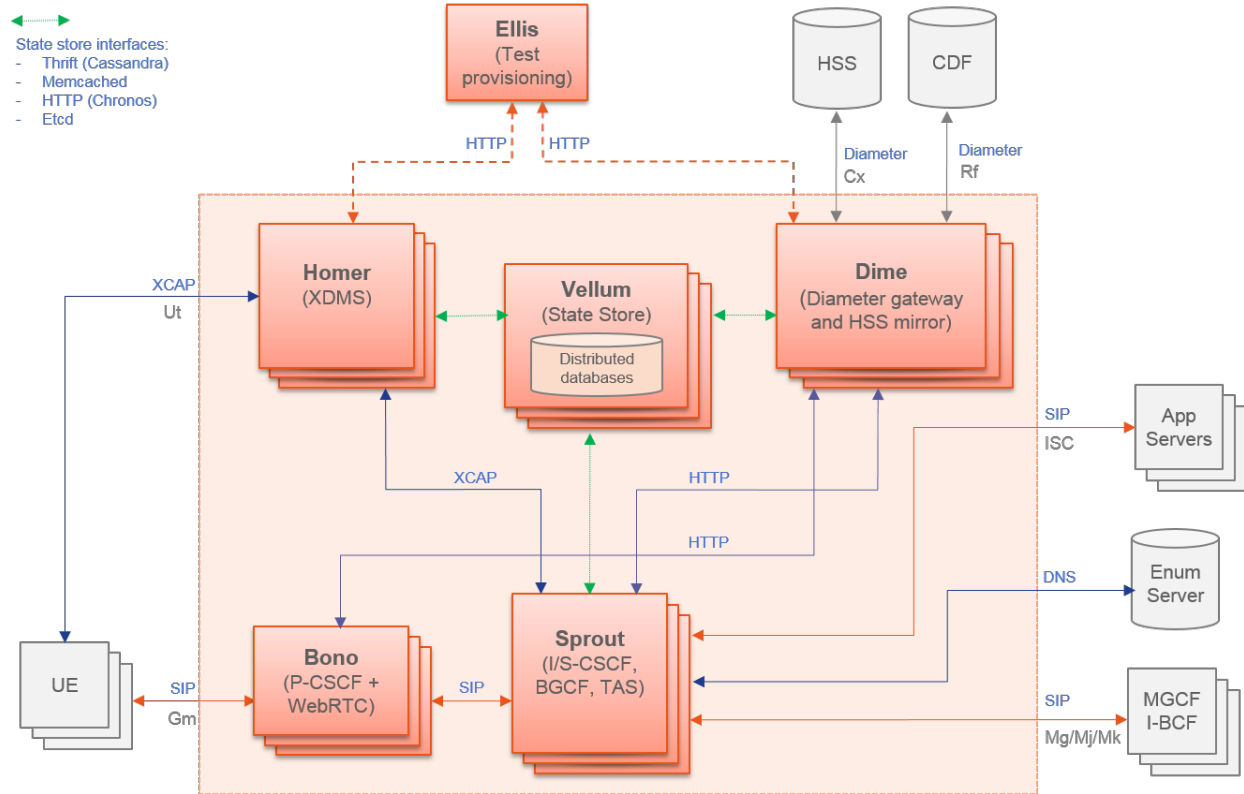 State store interfaces:
- Thrift (Cassandra)
- Memcached
- HTTP (Chronos)
- Etcd
Ellis
(Test
provisioning)
HSS
CDF
HTTP
HTTP
Diameter
Cx
Diameter
Rf
Homer
(XDMS)
Vellum
(State Store)
Distributed
databases
Dime
(Diameter gateway
and HSS mirror)
XCAP
Ut
SIP
ISC
App
Servers
XCAP
HTTP
HTTP
DNS
Enum
Server
UE
SIP
Gm
Bono
(P-CSCF +
WebRTC)
SIP
Sprout
(I/S-CSCF,
BGCF, TAS)
SIP
Mg/Mj/Mk
MGCF
I-BCF